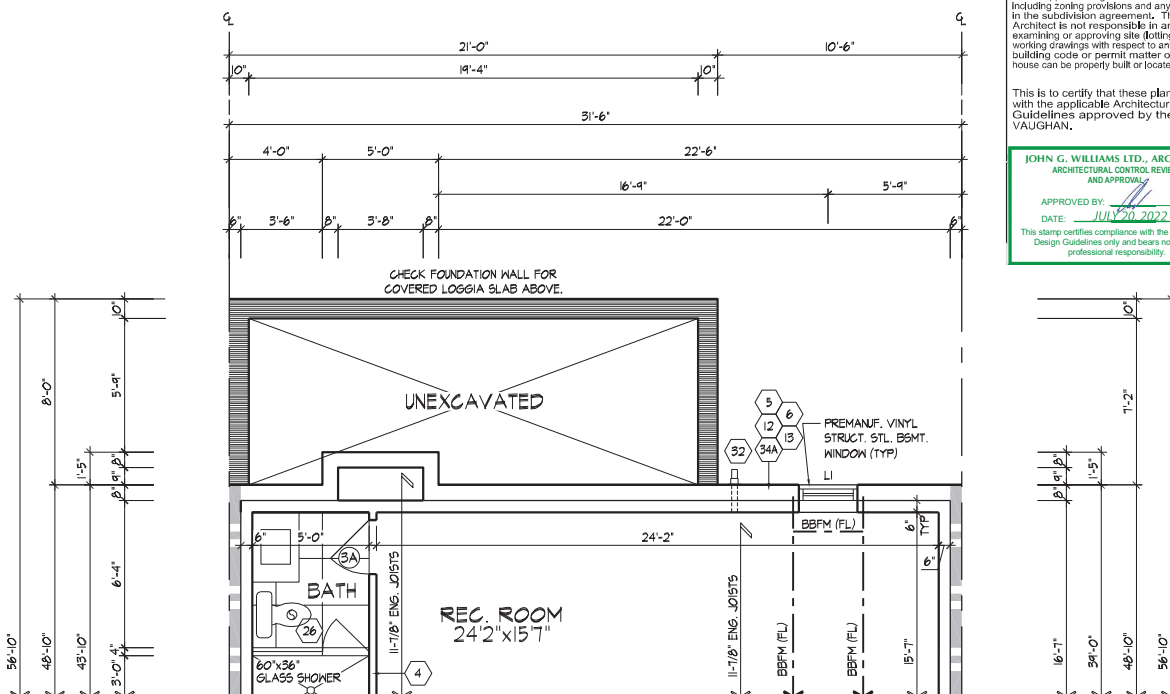 ℄
℄
21'-0"
10'-6"
10"
19'-4"
10"
31'-6"
4'-0"
5'-0"
22'-6"
16'-9"
5'-9"
6"
3'-6"
8"
3'-8"
8"
22'-0"
6"
including zoning provisions and any
in the subdivision agreement. Th
Architect is not responsible in an
examining or approving site (lotting
working drawings with respect to an
building code or permit matter o
house can be properly built or locate
This is to certify that these plan
with the applicable Architectur
Guidelines approved by the
VAUGHAN.
JOHN G. WILLIAMS LTD., ARC
ARCHITECTURAL CONTROL REVIE
AND APPROVAL
APPROVED BY:
DATE: JULY 20, 2022
This stamp certifies compliance with the
Design Guidelines only and bears no
professional responsibility.
CHECK FOUNDATION WALL FOR
COVERED LOGGIA SLAB ABOVE.
UNEXCAVATED
5
6
12
13
34A
32
PREMANUF. VINYL
STRUCT. STL. BSMT.
WINDOW (TYP)
L1
BBFM (FL)
6"
TYP
6"
6"
5'-0"
24'-2"
3A
BATH
26
60"x36"
GLASS SHOWER
4
REC. ROOM
24'2"x15'7"
11-7/8" ENG. JOISTS
11-7/8" ENG. JOISTS
BBFM (FL)
BBFM (FL)
15'-7"
56'-10"
8'-0"
48'-10"
1'-5"
43'-10"
10"
5'-9"
8"
9"
8"
6'-4"
4"
3'-0"
10"
7'-2"
8"
9"
8"
1'-5"
16'-7"
39'-0"
48'-10"
56'-10"